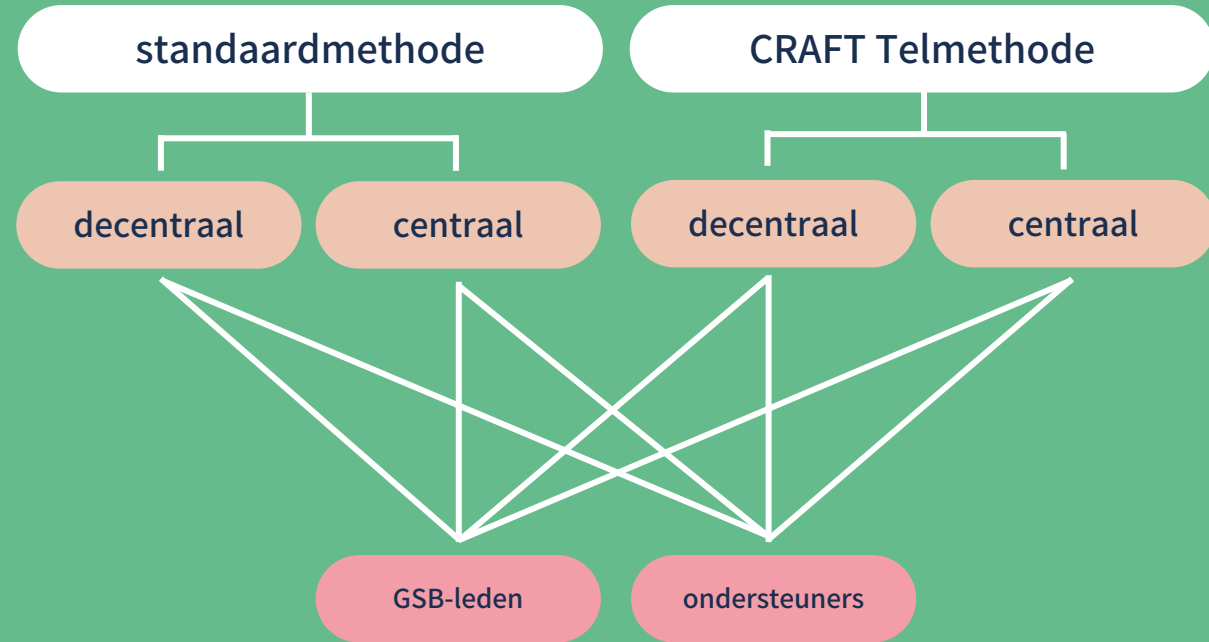 standaardmethode
CRAFT Telmethode
decentraal
centraal
decentraal
centraal
GSB-leden
ondersteuners